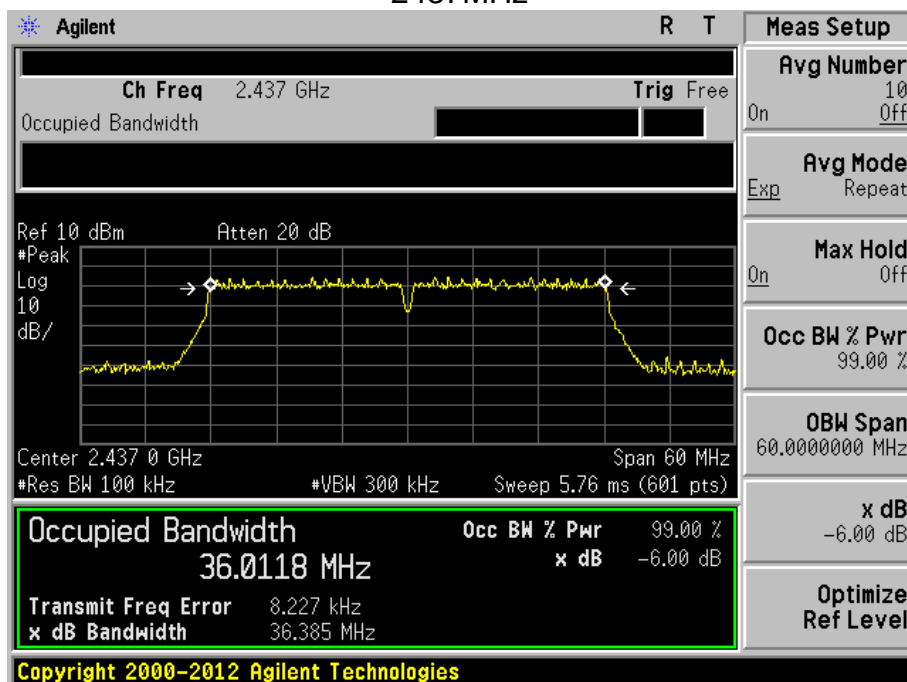 Agilent R T
Meas Setup
Ch Freq 2.437 GHz Trig Free
Occupied Bandwidth
Avg Number
10
On Off
Avg Mode
Exp Repeat
Max Hold
On Off
Occ BW % Pwr
99.00 %
OBW Span
60.0000000 MHz
x dB
-6.00 dB
Optimize
Ref Level
Ref 10 dBm Atten 20 dB
#Peak
Log
10
dB/
Center 2.437 0 GHz Span 60 MHz
#Res BW 100 kHz #VBW 300 kHz Sweep 5.76 ms (601 pts)
Occupied Bandwidth Occ BW % Pwr 99.00 %
36.0118 MHz x dB -6.00 dB
Transmit Freq Error 8.227 kHz
x dB Bandwidth 36.385 MHz
Copyright 2000-2012 Agilent Technologies